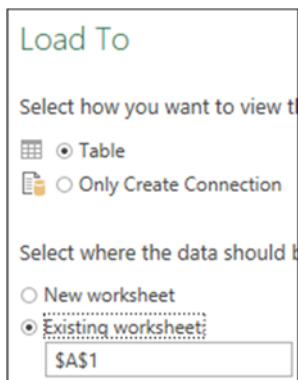 Load To
Select how you want to view t
Table
Only Create Connection
Select where the data should b
New worksheet
Existing worksheet:
$A$1